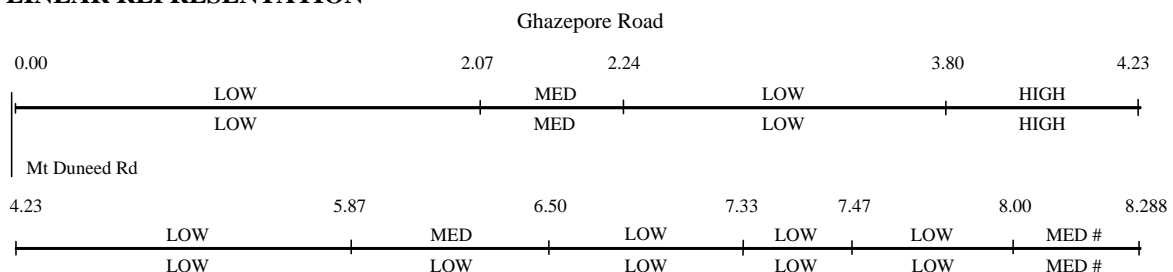 LINEAR REPRESENTATION
Ghazepore Road
0.00 2.07 2.24 3.80 4.23
LOW MED LOW HIGH
LOW MED LOW HIGH
Mt Duneed Rd
4.23 5.87 6.50 7.33 7.47 8.00 8.288
LOW MED LOW LOW LOW MED #
LOW LOW LOW LOW LOW MED #